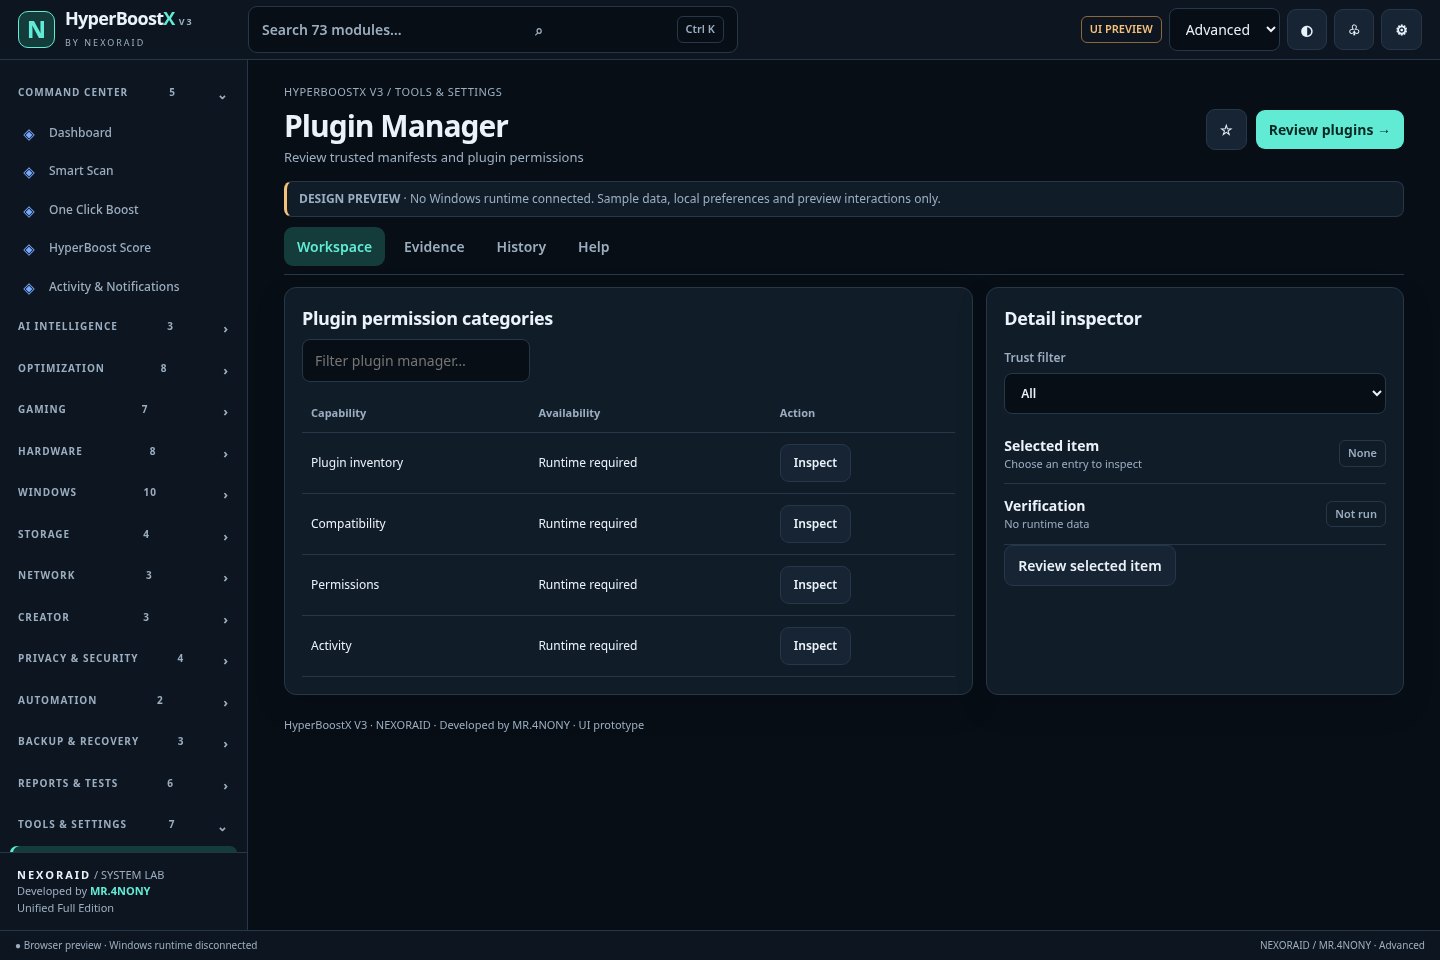 N
HyperBoostX V3
BY NEXORAID
Search 73 modules...
Ctrl K
UI PREVIEW
Advanced
COMMAND CENTER 5
Dashboard
Smart Scan
One Click Boost
HyperBoost Score
Activity & Notifications
AI INTELLIGENCE 3
OPTIMIZATION 8
GAMING 7
HARDWARE 8
WINDOWS 10
STORAGE 4
NETWORK 3
CREATOR 3
PRIVACY & SECURITY 4
AUTOMATION 2
BACKUP & RECOVERY 3
REPORTS & TESTS 6
TOOLS & SETTINGS 7
NEXORAID / SYSTEM LAB
Developed by MR.4NONY
Unified Full Edition
HYPERBOOSTX V3 / TOOLS & SETTINGS
Plugin Manager
Review trusted manifests and plugin permissions
Review plugins →
DESIGN PREVIEW · No Windows runtime connected. Sample data, local preferences and preview interactions only.
Workspace Evidence History Help
Plugin permission categories
Filter plugin manager...
Capability Availability Action
Plugin inventory Runtime required Inspect
Compatibility Runtime required Inspect
Permissions Runtime required Inspect
Activity Runtime required Inspect
Detail inspector
Trust filter
All
Selected item
Choose an entry to inspect
None
Verification
No runtime data
Not run
Review selected item
HyperBoostX V3 · NEXORAID · Developed by MR.4NONY · UI prototype
● Browser preview · Windows runtime disconnected
NEXORAID / MR.4NONY · Advanced